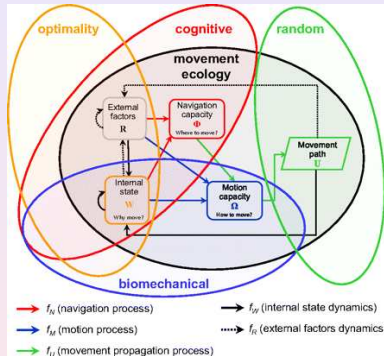 optimality
cognitive
random
movement
ecology
External
factors
R
Navigation
capacity
Φ
Where to move?
Movement
path
U
Internal
state
W
Why move?
Motion
capacity
Ω
How to move?
biomechanical
f_N (navigation process)
f_M (motion process)
f_U (movement propagation process)
f_W (internal state dynamics)
f_R (external factors dynamics)